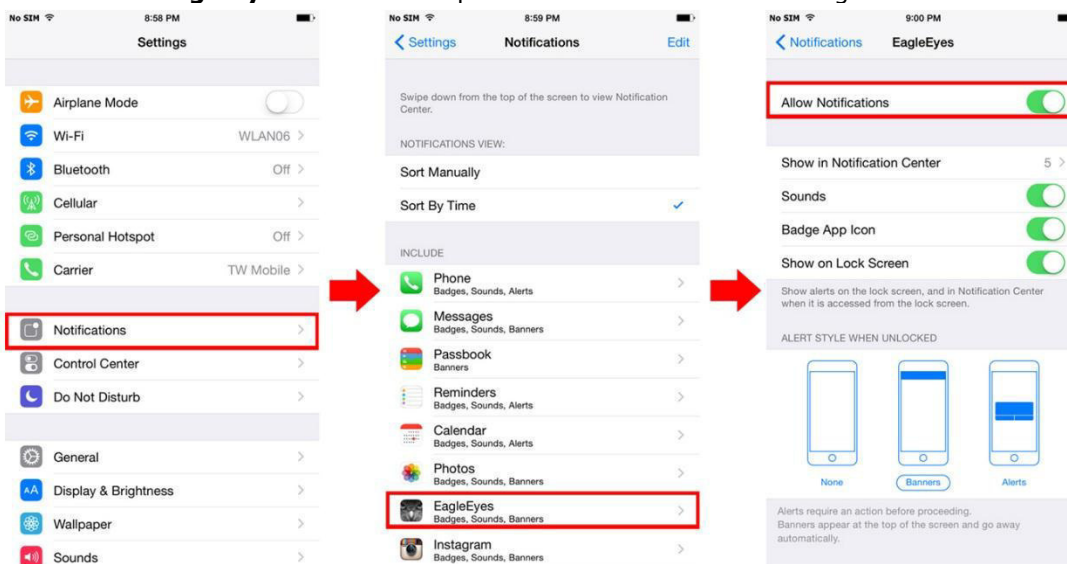 No SIM 8:58 PM
Settings
Airplane Mode
Wi-Fi WLAN06
Bluetooth Off
Cellular
Personal Hotspot Off
Carrier TW Mobile
Notifications
Control Center
Do Not Disturb
General
AA Display & Brightness
Wallpaper
Sounds
No SIM 8:59 PM
Settings Notifications Edit
Swipe down from the top of the screen to view Notification
Center.
NOTIFICATIONS VIEW:
Sort Manually
Sort By Time
INCLUDE
Phone
Badges, Sounds, Alerts
Messages
Badges, Sounds, Banners
Passbook
Banners
Reminders
Badges, Sounds, Alerts
Calendar
Badges, Sounds, Alerts
Photos
Badges, Sounds, Banners
EagleEyes
Badges, Sounds, Banners
Instagram
Badges, Sounds, Banners
No SIM 9:00 PM
Notifications EagleEyes
Allow Notifications
Show in Notification Center 5
Sounds
Badge App Icon
Show on Lock Screen
Show alerts on the lock screen, and in Notification Center
when it is accessed from the lock screen.
ALERT STYLE WHEN UNLOCKED
None Banners Alerts
Alerts require an action before proceeding.
Banners appear at the top of the screen and go away
automatically.